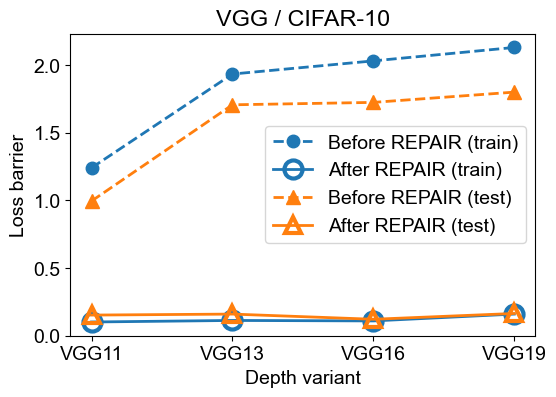 VGG / CIFAR-10
Loss barrier
2.0
1.5
1.0
0.5
0.0
Before REPAIR (train)
After REPAIR (train)
Before REPAIR (test)
After REPAIR (test)
VGG11 VGG13 VGG16 VGG19
Depth variant